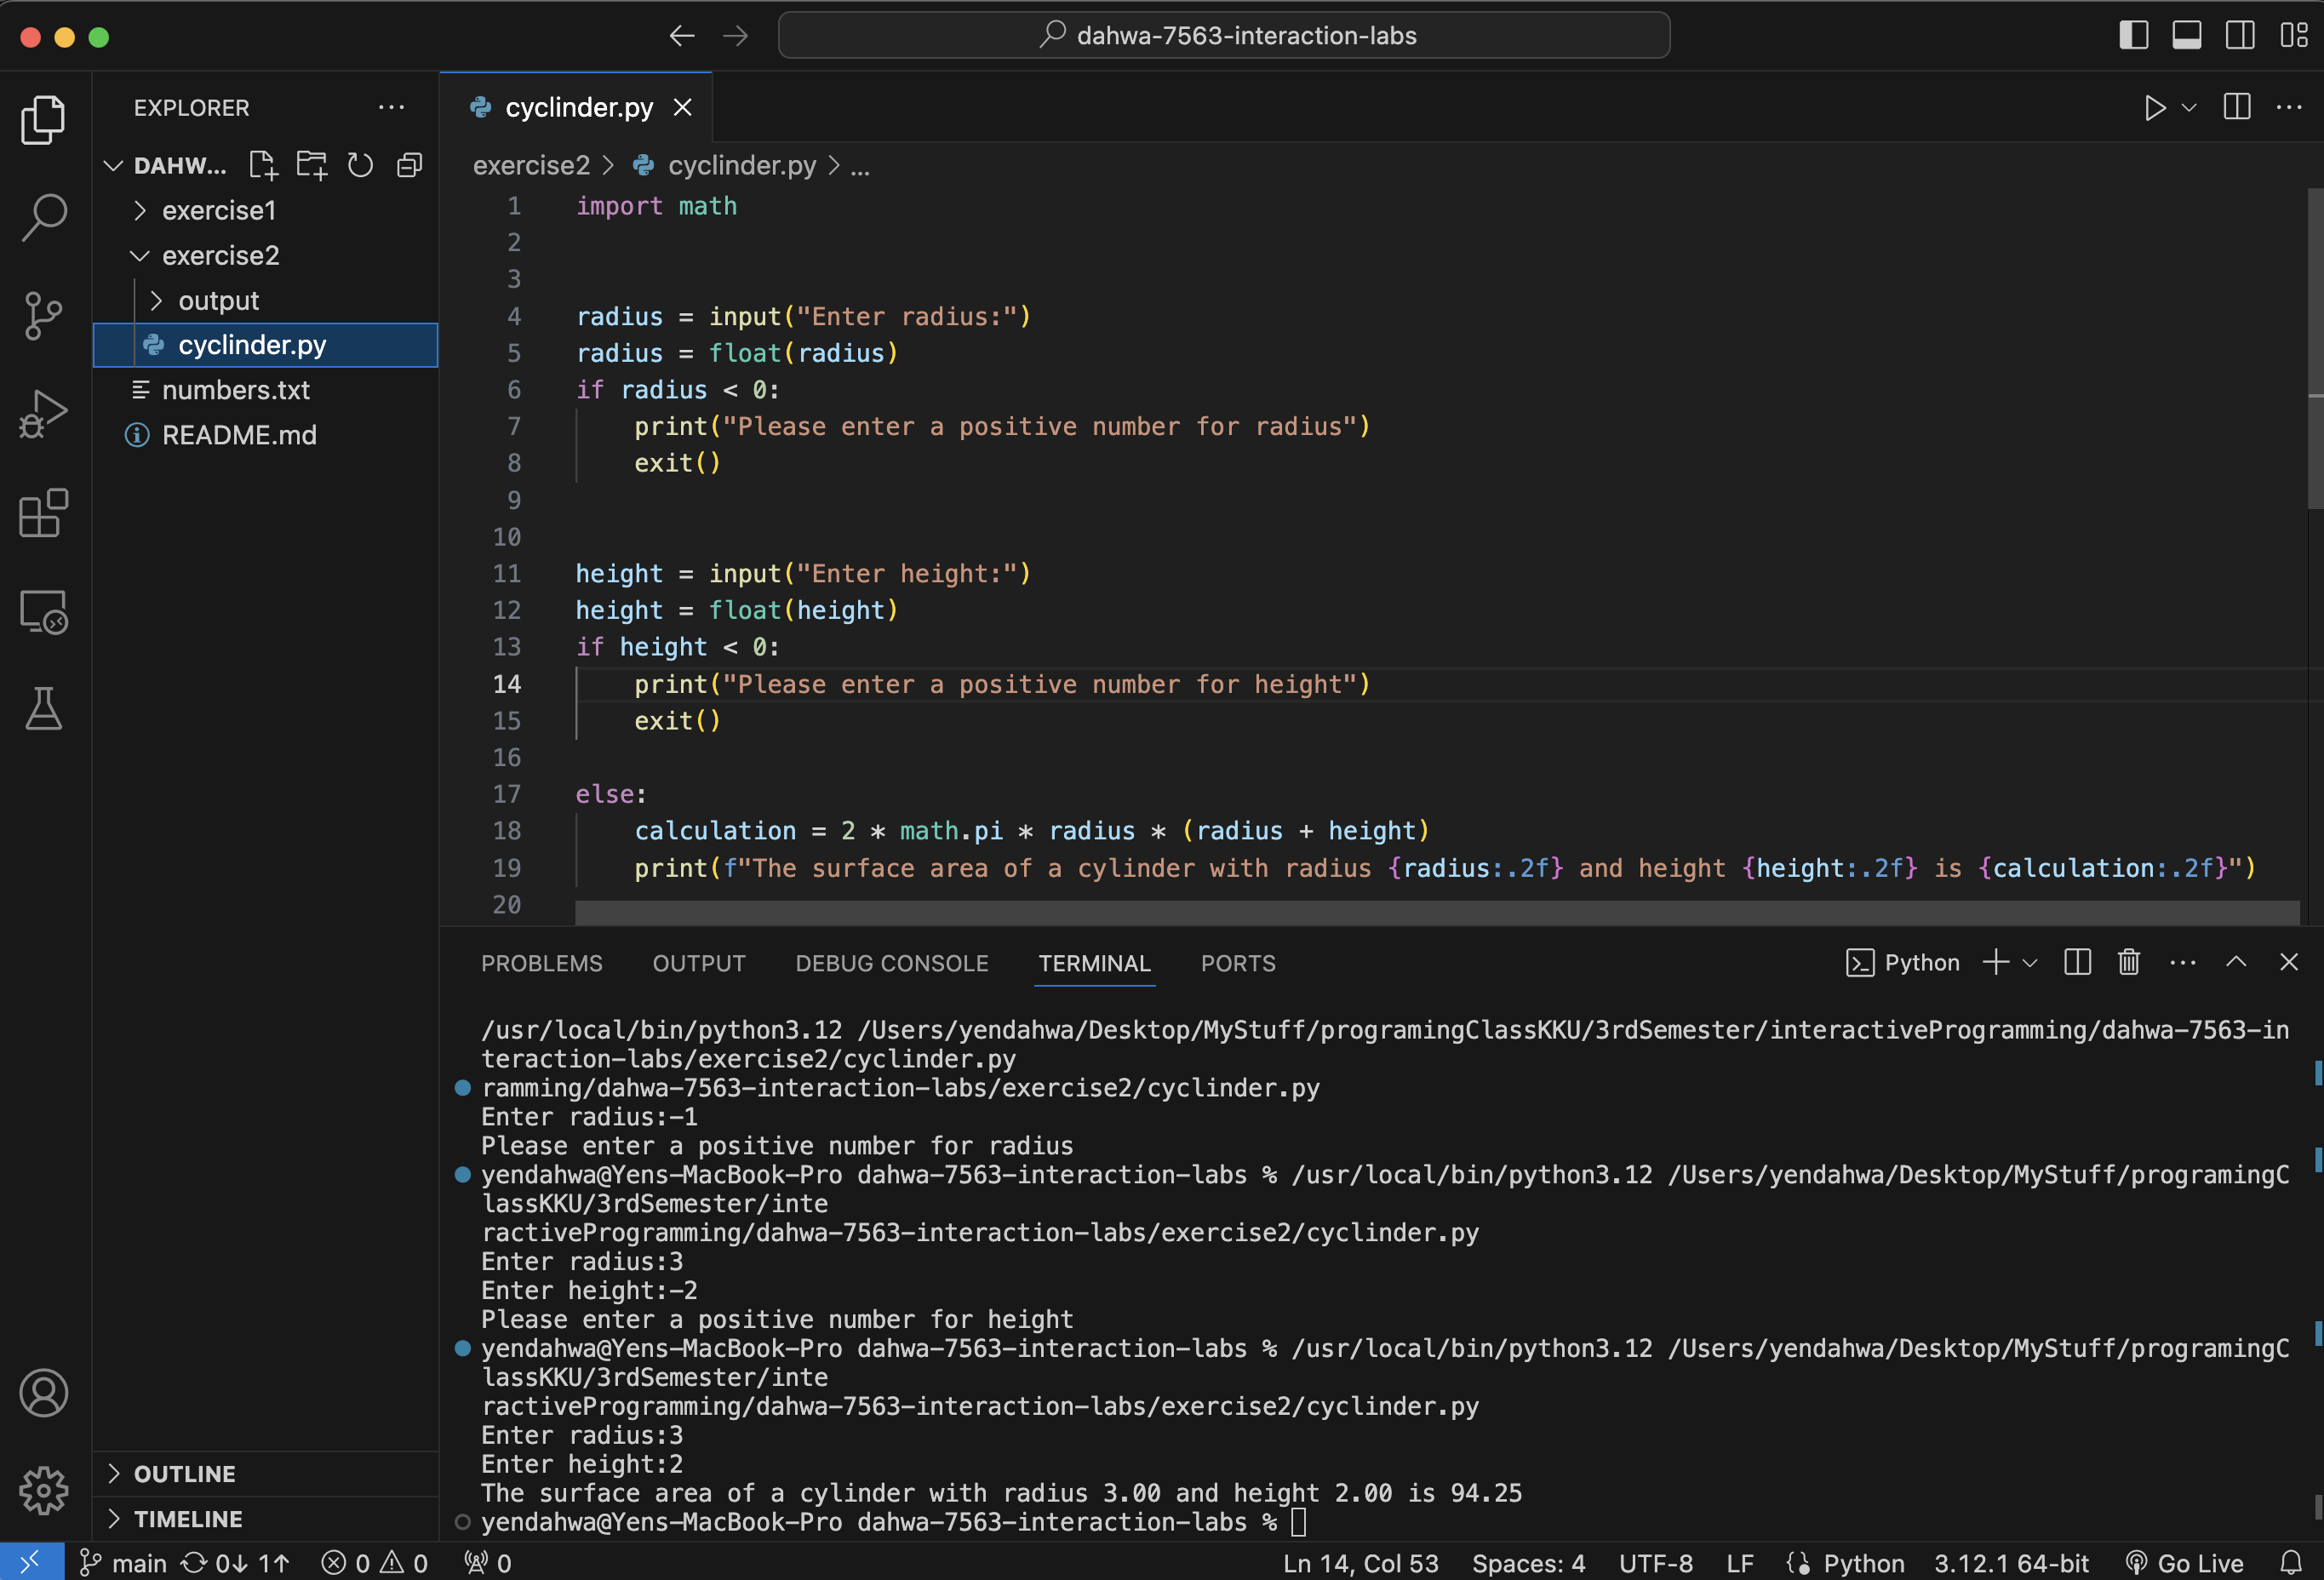 dahwa-7563-interaction-labs
EXPLORER
DAHW...
exercise1
exercise2
output
cyclinder.py
numbers.txt
README.md
OUTLINE
TIMELINE
cyclinder.py
exercise2 > cyclinder.py > ...
1 import math
2
3
4 radius = input("Enter radius:")
5 radius = float(radius)
6 if radius < 0:
7     print("Please enter a positive number for radius")
8     exit()
9
10
11 height = input("Enter height:")
12 height = float(height)
13 if height < 0:
14     print("Please enter a positive number for height")
15     exit()
16
17 else:
18     calculation = 2 * math.pi * radius * (radius + height)
19     print(f"The surface area of a cylinder with radius {radius:.2f} and height {height:.2f} is {calculation:.2f}")
20
PROBLEMS OUTPUT DEBUG CONSOLE TERMINAL PORTS Python
/usr/local/bin/python3.12 /Users/yendahwa/Desktop/MyStuff/programingClassKKU/3rdSemester/interactiveProgramming/dahwa-7563-in
teraction-labs/exercise2/cyclinder.py
ramming/dahwa-7563-interaction-labs/exercise2/cyclinder.py
Enter radius:-1
Please enter a positive number for radius
yendahwa@Yens-MacBook-Pro dahwa-7563-interaction-labs % /usr/local/bin/python3.12 /Users/yendahwa/Desktop/MyStuff/programingC
lassKKU/3rdSemester/inte
ractiveProgramming/dahwa-7563-interaction-labs/exercise2/cyclinder.py
Enter radius:3
Enter height:-2
Please enter a positive number for height
yendahwa@Yens-MacBook-Pro dahwa-7563-interaction-labs % /usr/local/bin/python3.12 /Users/yendahwa/Desktop/MyStuff/programingC
lassKKU/3rdSemester/inte
ractiveProgramming/dahwa-7563-interaction-labs/exercise2/cyclinder.py
Enter radius:3
Enter height:2
The surface area of a cylinder with radius 3.00 and height 2.00 is 94.25
yendahwa@Yens-MacBook-Pro dahwa-7563-interaction-labs %
main 0↓ 1↑ 0 0 0 Ln 14, Col 53 Spaces: 4 UTF-8 LF Python 3.12.1 64-bit Go Live